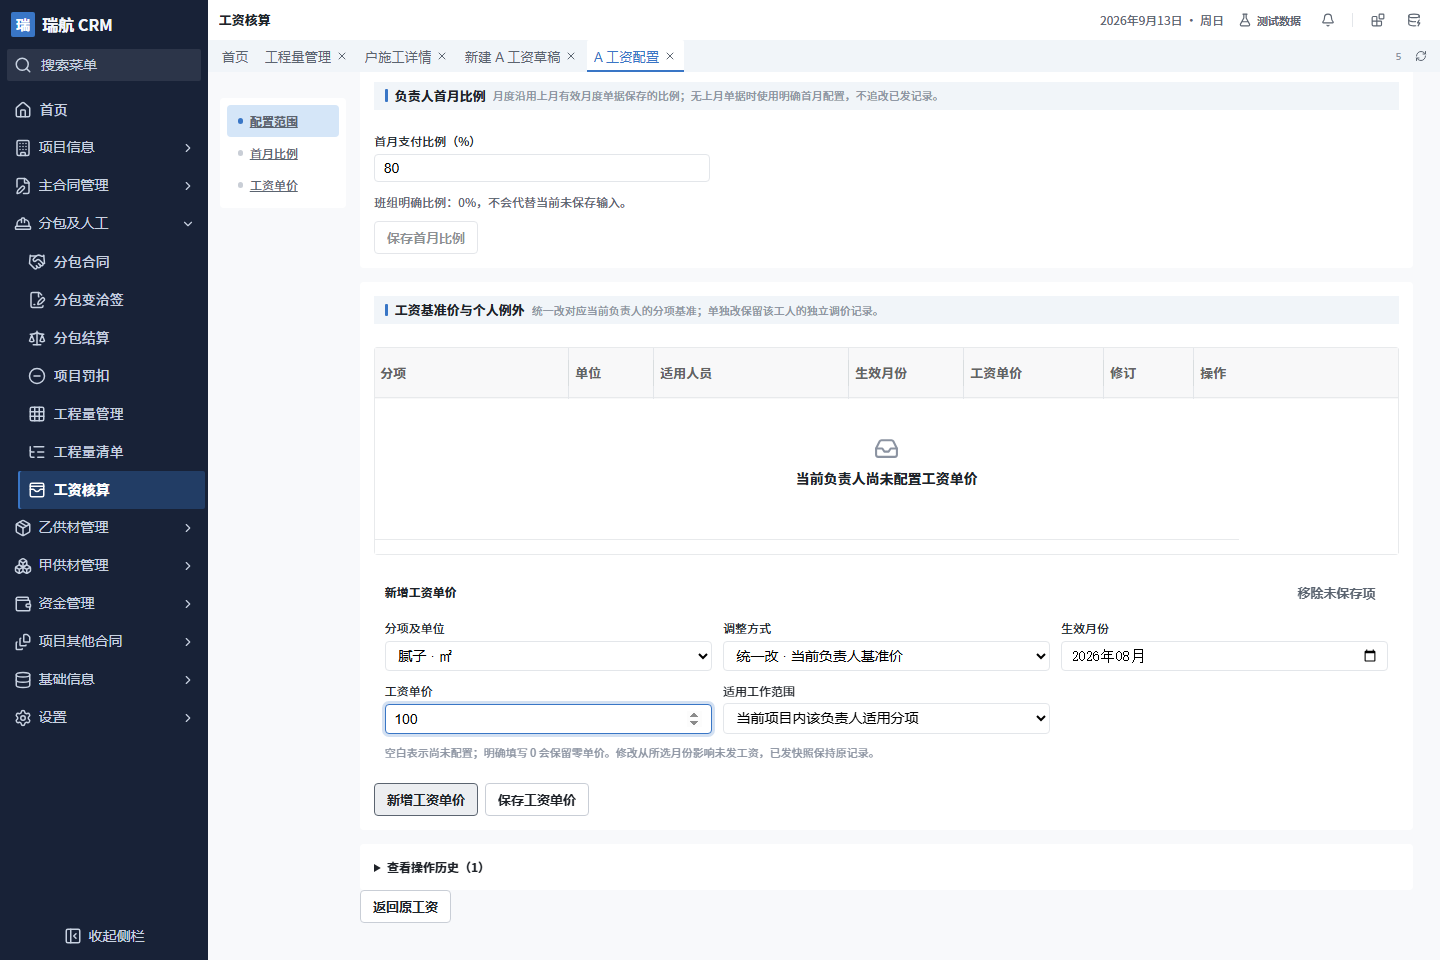 瑞 瑞航 CRM
搜索菜单
首页
项目信息
主合同管理
分包及人工
分包合同
分包变洽签
分包结算
项目罚扣
工程量管理
工程量清单
工资核算
乙供材管理
甲供材管理
资金管理
项目其他合同
基础信息
设置
收起侧栏
工资核算
2026年9月13日 · 周日 测试数据
首页 工程量管理 户施工详情 新建 A 工资草稿 A 工资配置 5
配置范围
首月比例
工资单价
负责人首月比例 月度沿用上月有效月度单据保存的比例；无上月单据时使用明确首月配置，不追改已发记录。
首月支付比例（%）
80
班组明确比例：0%，不会代替当前未保存输入。
保存首月比例
工资基准价与个人例外 统一改对应当前负责人的分项基准；单独改保留该工人的独立调价记录。
分项 单位 适用人员 生效月份 工资单价 修订 操作
当前负责人尚未配置工资单价
新增工资单价 移除未保存项
分项及单位 调整方式 生效月份
腻子 · ㎡ 统一改 · 当前负责人基准价 2026年08月
工资单价 适用工作范围
100 当前项目内该负责人适用分项
空白表示尚未配置；明确填写 0 会保留零单价。修改从所选月份影响未发工资，已发快照保持原记录。
新增工资单价 保存工资单价
查看操作历史（1）
返回原工资